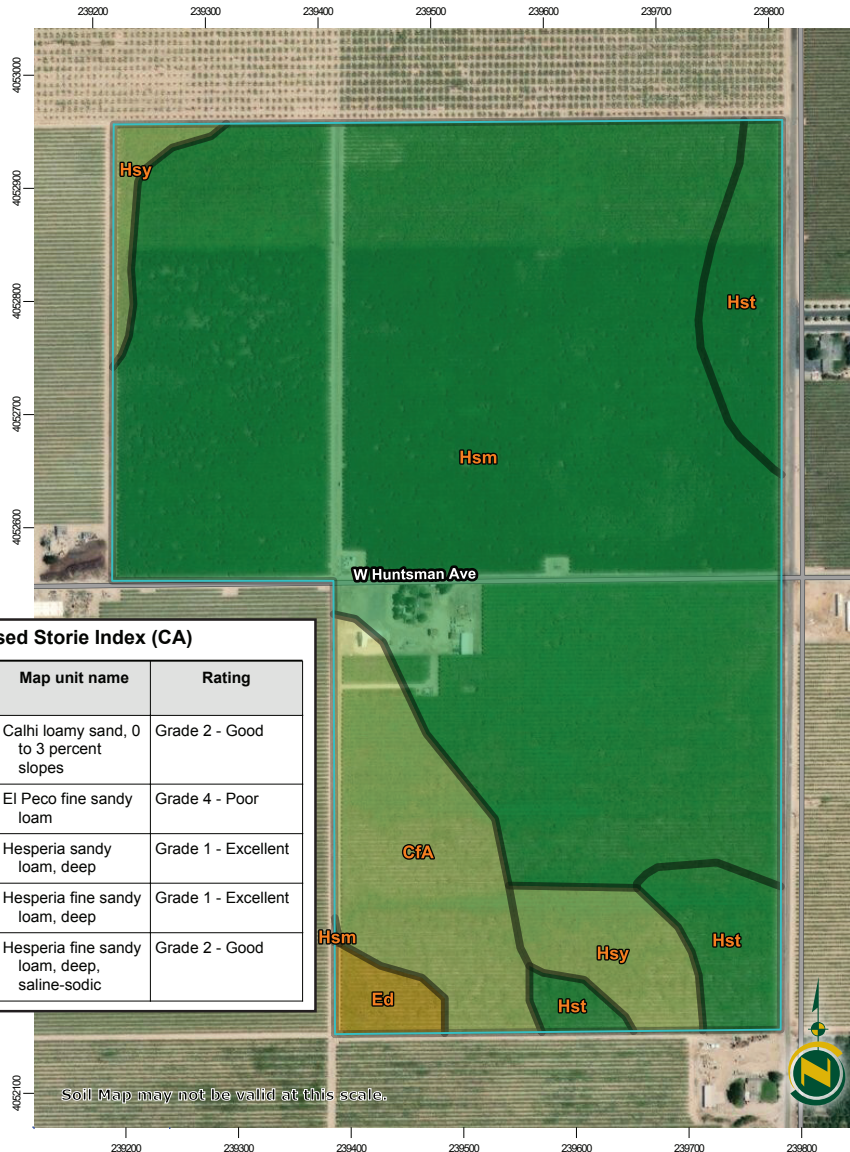 239200 239300 239400 239500 239600 239700 239800
4053000
4052900
4052800
4052700
4052600
4052100
Hsy
Hst
Hsm
W Huntsman Ave
sed Storie Index (CA)
Map unit name Rating
Calhi loamy sand, 0 Grade 2 - Good
to 3 percent
slopes
El Peco fine sandy Grade 4 - Poor
loam
Hesperia sandy Grade 1 - Excellent
loam, deep
Hesperia fine sandy Grade 1 - Excellent
loam, deep
Hesperia fine sandy Grade 2 - Good
loam, deep,
saline-sodic
CfA
Hsm
Hsy
Hst
Ed
Hst
N
Soil Map may not be valid at this scale.
239200 239300 239400 239500 239600 239700 239800